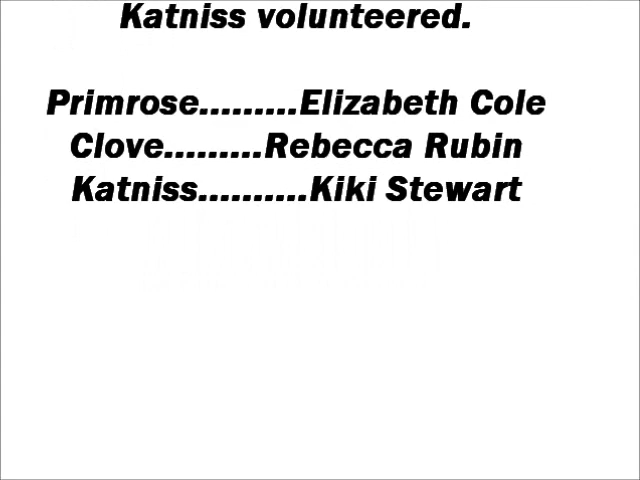 Katniss volunteered.
Primrose.........Elizabeth Cole
Clove.........Rebecca Rubin
Katniss..........Kiki Stewart